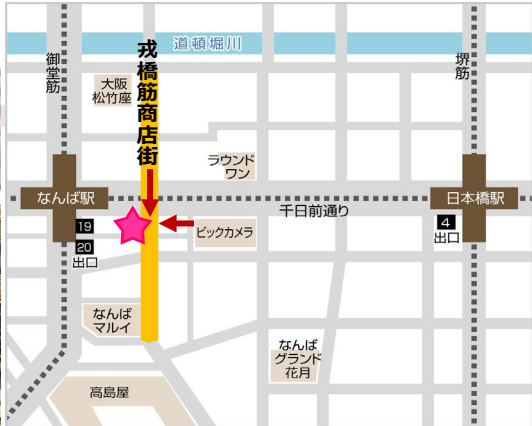 道頓堀川
御堂筋
戎橋筋商店街
堺筋
大阪
松竹座
ラウンド
ワン
なんば駅
日本橋駅
千日前通り
19
20
出口
ビックカメラ
4
出口
なんば
マルイ
なんば
グランド
花月
高島屋